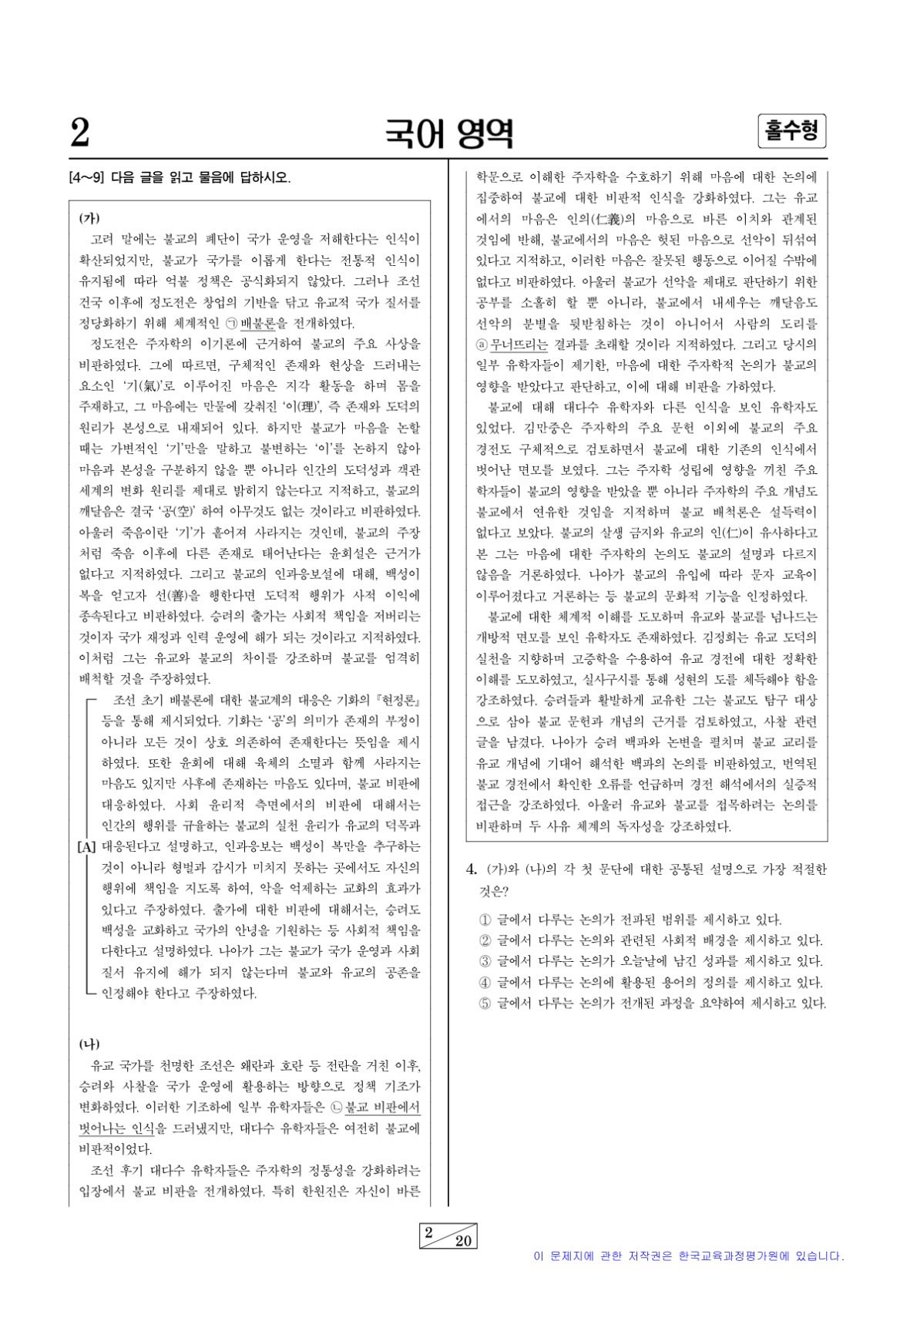 2
국어 영역
홀수형
[4～9] 다음 글을 읽고 물음에 답하시오.
(가)
고려 말에는 불교의 폐단이 국가 운영을 저해한다는 인식이
확산되었지만, 불교가 국가를 이롭게 한다는 전통적 인식이
유지됨에 따라 억불 정책은 공식화되지 않았다. 그러나 조선
건국 이후에 정도전은 창업의 기반을 닦고 유교적 국가 질서를
정당화하기 위해 체계적인 ㉠배불론을 전개하였다.
정도전은 주자학의 이기론에 근거하여 불교의 주요 사상을
비판하였다. 그에 따르면, 구체적인 존재와 현상을 드러내는
요소인 ‘기(氣)’로 이루어진 마음은 지각 활동을 하며 몸을
주재하고, 그 마음에는 만물에 갖춰진 ‘이(理)’, 즉 존재와 도덕의
원리가 본성으로 내재되어 있다. 하지만 불교가 마음을 논할
때는 가변적인 ‘기’만을 말하고 불변하는 ‘이’를 논하지 않아
마음과 본성을 구분하지 않을 뿐 아니라 인간의 도덕성과 객관
세계의 변화 원리를 제대로 밝히지 않는다고 지적하고, 불교의
깨달음은 결국 ‘공(空)’ 하여 아무것도 없는 것이라고 비판하였다.
아울러 죽음이란 ‘기’가 흩어져 사라지는 것인데, 불교의 주장
처럼 죽음 이후에 다른 존재로 태어난다는 윤회설은 근거가
없다고 지적하였다. 그리고 불교의 인과응보설에 대해, 백성이
복을 얻고자 선(善)을 행한다면 도덕적 행위가 사적 이익에
종속된다고 비판하였다. 승려의 출가는 사회적 책임을 저버리는
것이자 국가 재정과 인력 운영에 해가 되는 것이라고 지적하였다.
이처럼 그는 유교와 불교의 차이를 강조하며 불교를 엄격히
배척할 것을 주장하였다.
조선 초기 배불론에 대한 불교계의 대응은 기화의 『현정론』
등을 통해 제시되었다. 기화는 ‘공’의 의미가 존재의 부정이
아니라 모든 것이 상호 의존하여 존재한다는 뜻임을 제시
하였다. 또한 윤회에 대해 육체의 소멸과 함께 사라지는
마음도 있지만 사후에 존재하는 마음도 있다며, 불교 비판에
대응하였다. 사회 윤리적 측면에서의 비판에 대해서는
인간의 행위를 규율하는 불교의 실천 윤리가 유교의 덕목과
[A] 대응된다고 설명하고, 인과응보는 백성이 복만을 추구하는
것이 아니라 형벌과 감시가 미치지 못하는 곳에서도 자신의
행위에 책임을 지도록 하여, 악을 억제하는 교화의 효과가
있다고 주장하였다. 출가에 대한 비판에 대해서는, 승려도
백성을 교화하고 국가의 안녕을 기원하는 등 사회적 책임을
다한다고 설명하였다. 나아가 그는 불교가 국가 운영과 사회
질서 유지에 해가 되지 않는다며 불교와 유교의 공존을
인정해야 한다고 주장하였다.
(나)
유교 국가를 천명한 조선은 왜란과 호란 등 전란을 거친 이후,
승려와 사찰을 국가 운영에 활용하는 방향으로 정책 기조가
변화하였다. 이러한 기조하에 일부 유학자들은 ㉡불교 비판에서
벗어나는 인식을 드러냈지만, 대다수 유학자들은 여전히 불교에
비판적이었다.
조선 후기 대다수 유학자들은 주자학의 정통성을 강화하려는
입장에서 불교 비판을 전개하였다. 특히 한원진은 자신이 바른
학문으로 이해한 주자학을 수호하기 위해 마음에 대한 논의에
집중하여 불교에 대한 비판적 인식을 강화하였다. 그는 유교
에서의 마음은 인의(仁義)의 마음으로 바른 이치와 관계된
것임에 반해, 불교에서의 마음은 헛된 마음으로 선악이 뒤섞여
있다고 지적하고, 이러한 마음은 잘못된 행동으로 이어질 수밖에
없다고 비판하였다. 아울러 불교가 선악을 제대로 판단하기 위한
공부를 소홀히 할 뿐 아니라, 불교에서 내세우는 깨달음도
선악의 분별을 뒷받침하는 것이 아니어서 사람의 도리를
ⓐ무너뜨리는 결과를 초래할 것이라 지적하였다. 그리고 당시의
일부 유학자들이 제기한, 마음에 대한 주자학적 논의가 불교의
영향을 받았다고 판단하고, 이에 대해 비판을 가하였다.
불교에 대해 대다수 유학자와 다른 인식을 보인 유학자도
있었다. 김만중은 주자학의 주요 문헌 이외에 불교의 주요
경전도 구체적으로 검토하면서 불교에 대한 기존의 인식에서
벗어난 면모를 보였다. 그는 주자학 성립에 영향을 끼친 주요
학자들이 불교의 영향을 받았을 뿐 아니라 주자학의 주요 개념도
불교에서 연유한 것임을 지적하며 불교 배척론은 설득력이
없다고 보았다. 불교의 살생 금지와 유교의 인(仁)이 유사하다고
본 그는 마음에 대한 주자학의 논의도 불교의 설명과 다르지
않음을 거론하였다. 나아가 불교의 유입에 따라 문자 교육이
이루어졌다고 거론하는 등 불교의 문화적 기능을 인정하였다.
불교에 대한 체계적 이해를 도모하며 유교와 불교를 넘나드는
개방적 면모를 보인 유학자도 존재하였다. 김정희는 유교 도덕의
실천을 지향하며 고증학을 수용하여 유교 경전에 대한 정확한
이해를 도모하였고, 실사구시를 통해 성현의 도를 체득해야 함을
강조하였다. 승려들과 활발하게 교유한 그는 불교도 탐구 대상
으로 삼아 불교 문헌과 개념의 근거를 검토하였고, 사찰 관련
글을 남겼다. 나아가 승려 백파와 논변을 펼치며 불교 교리를
유교 개념에 기대어 해석한 백파의 논의를 비판하였고, 번역된
불교 경전에서 확인한 오류를 언급하며 경전 해석에서의 실증적
접근을 강조하였다. 아울러 유교와 불교를 접목하려는 논의를
비판하며 두 사유 체계의 독자성을 강조하였다.
4. (가)와 (나)의 각 첫 문단에 대한 공통된 설명으로 가장 적절한
것은?
① 글에서 다루는 논의가 전파된 범위를 제시하고 있다.
② 글에서 다루는 논의와 관련된 사회적 배경을 제시하고 있다.
③ 글에서 다루는 논의가 오늘날에 남긴 성과를 제시하고 있다.
④ 글에서 다루는 논의에 활용된 용어의 정의를 제시하고 있다.
⑤ 글에서 다루는 논의가 전개된 과정을 요약하여 제시하고 있다.
2
20
이 문제지에 관한 저작권은 한국교육과정평가원에 있습니다.